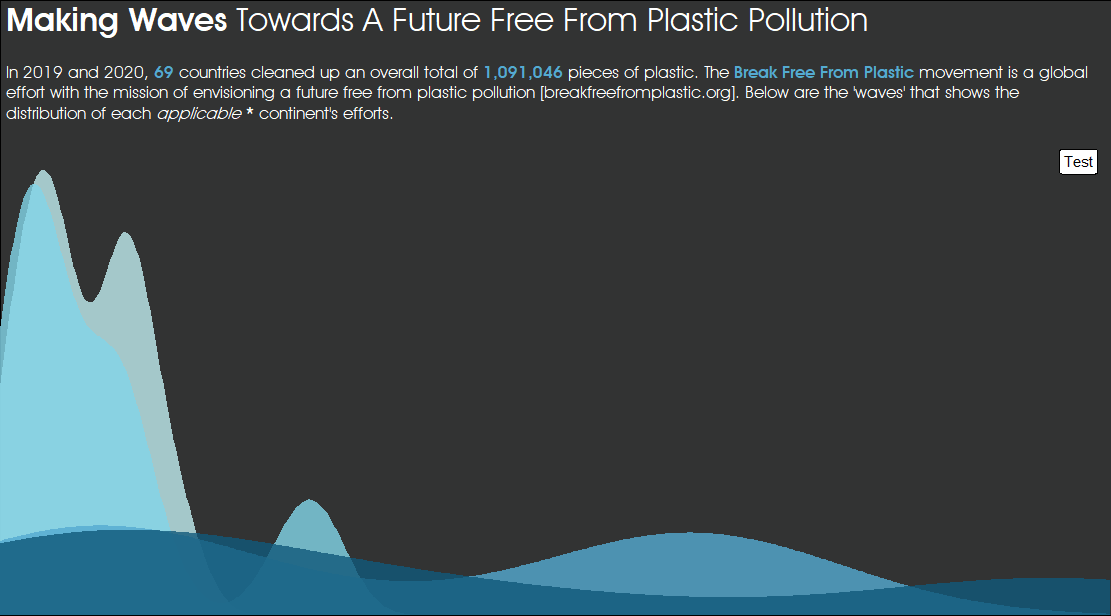 Making Waves Towards A Future Free From Plastic Pollution
In 2019 and 2020, 69 countries cleaned up an overall total of 1,091,046 pieces of plastic. The Break Free From Plastic movement is a global
effort with the mission of envisioning a future free from plastic pollution [breakfreefromplastic.org]. Below are the 'waves' that shows the
distribution of each applicable * continent's efforts.
Test